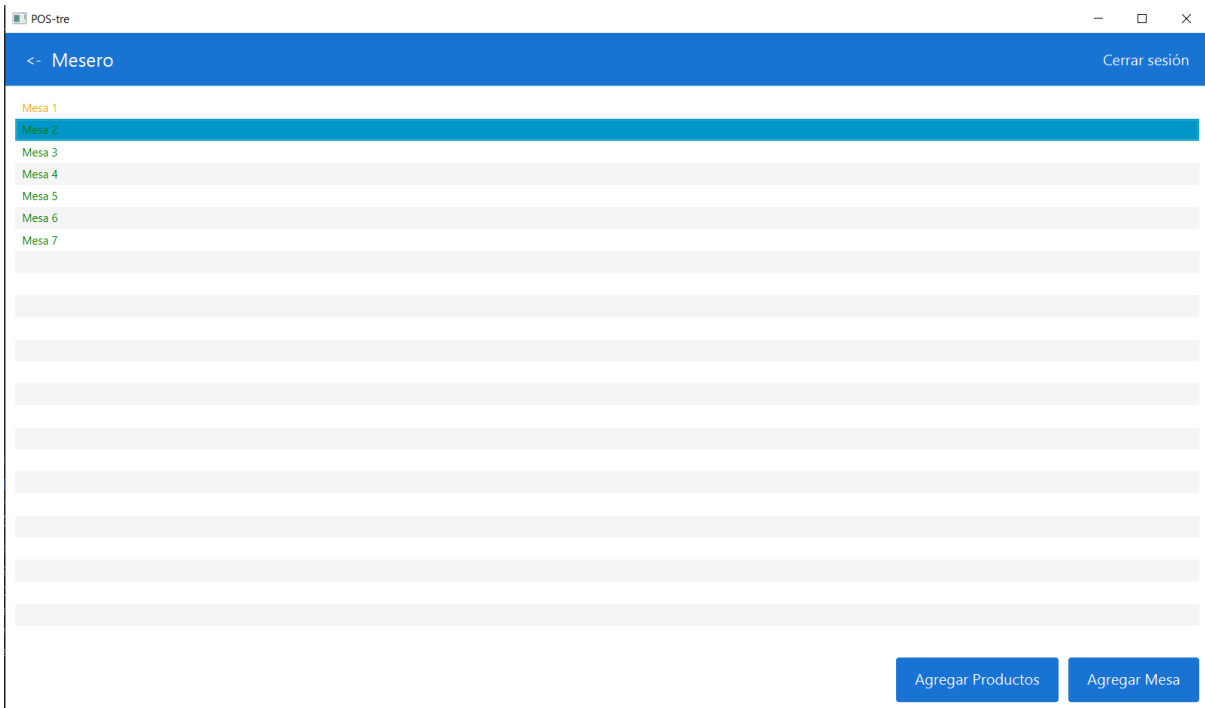 POS-tre
<- Mesero
Cerrar sesión
Mesa 1
Mesa 2
Mesa 3
Mesa 4
Mesa 5
Mesa 6
Mesa 7
Agregar Productos
Agregar Mesa